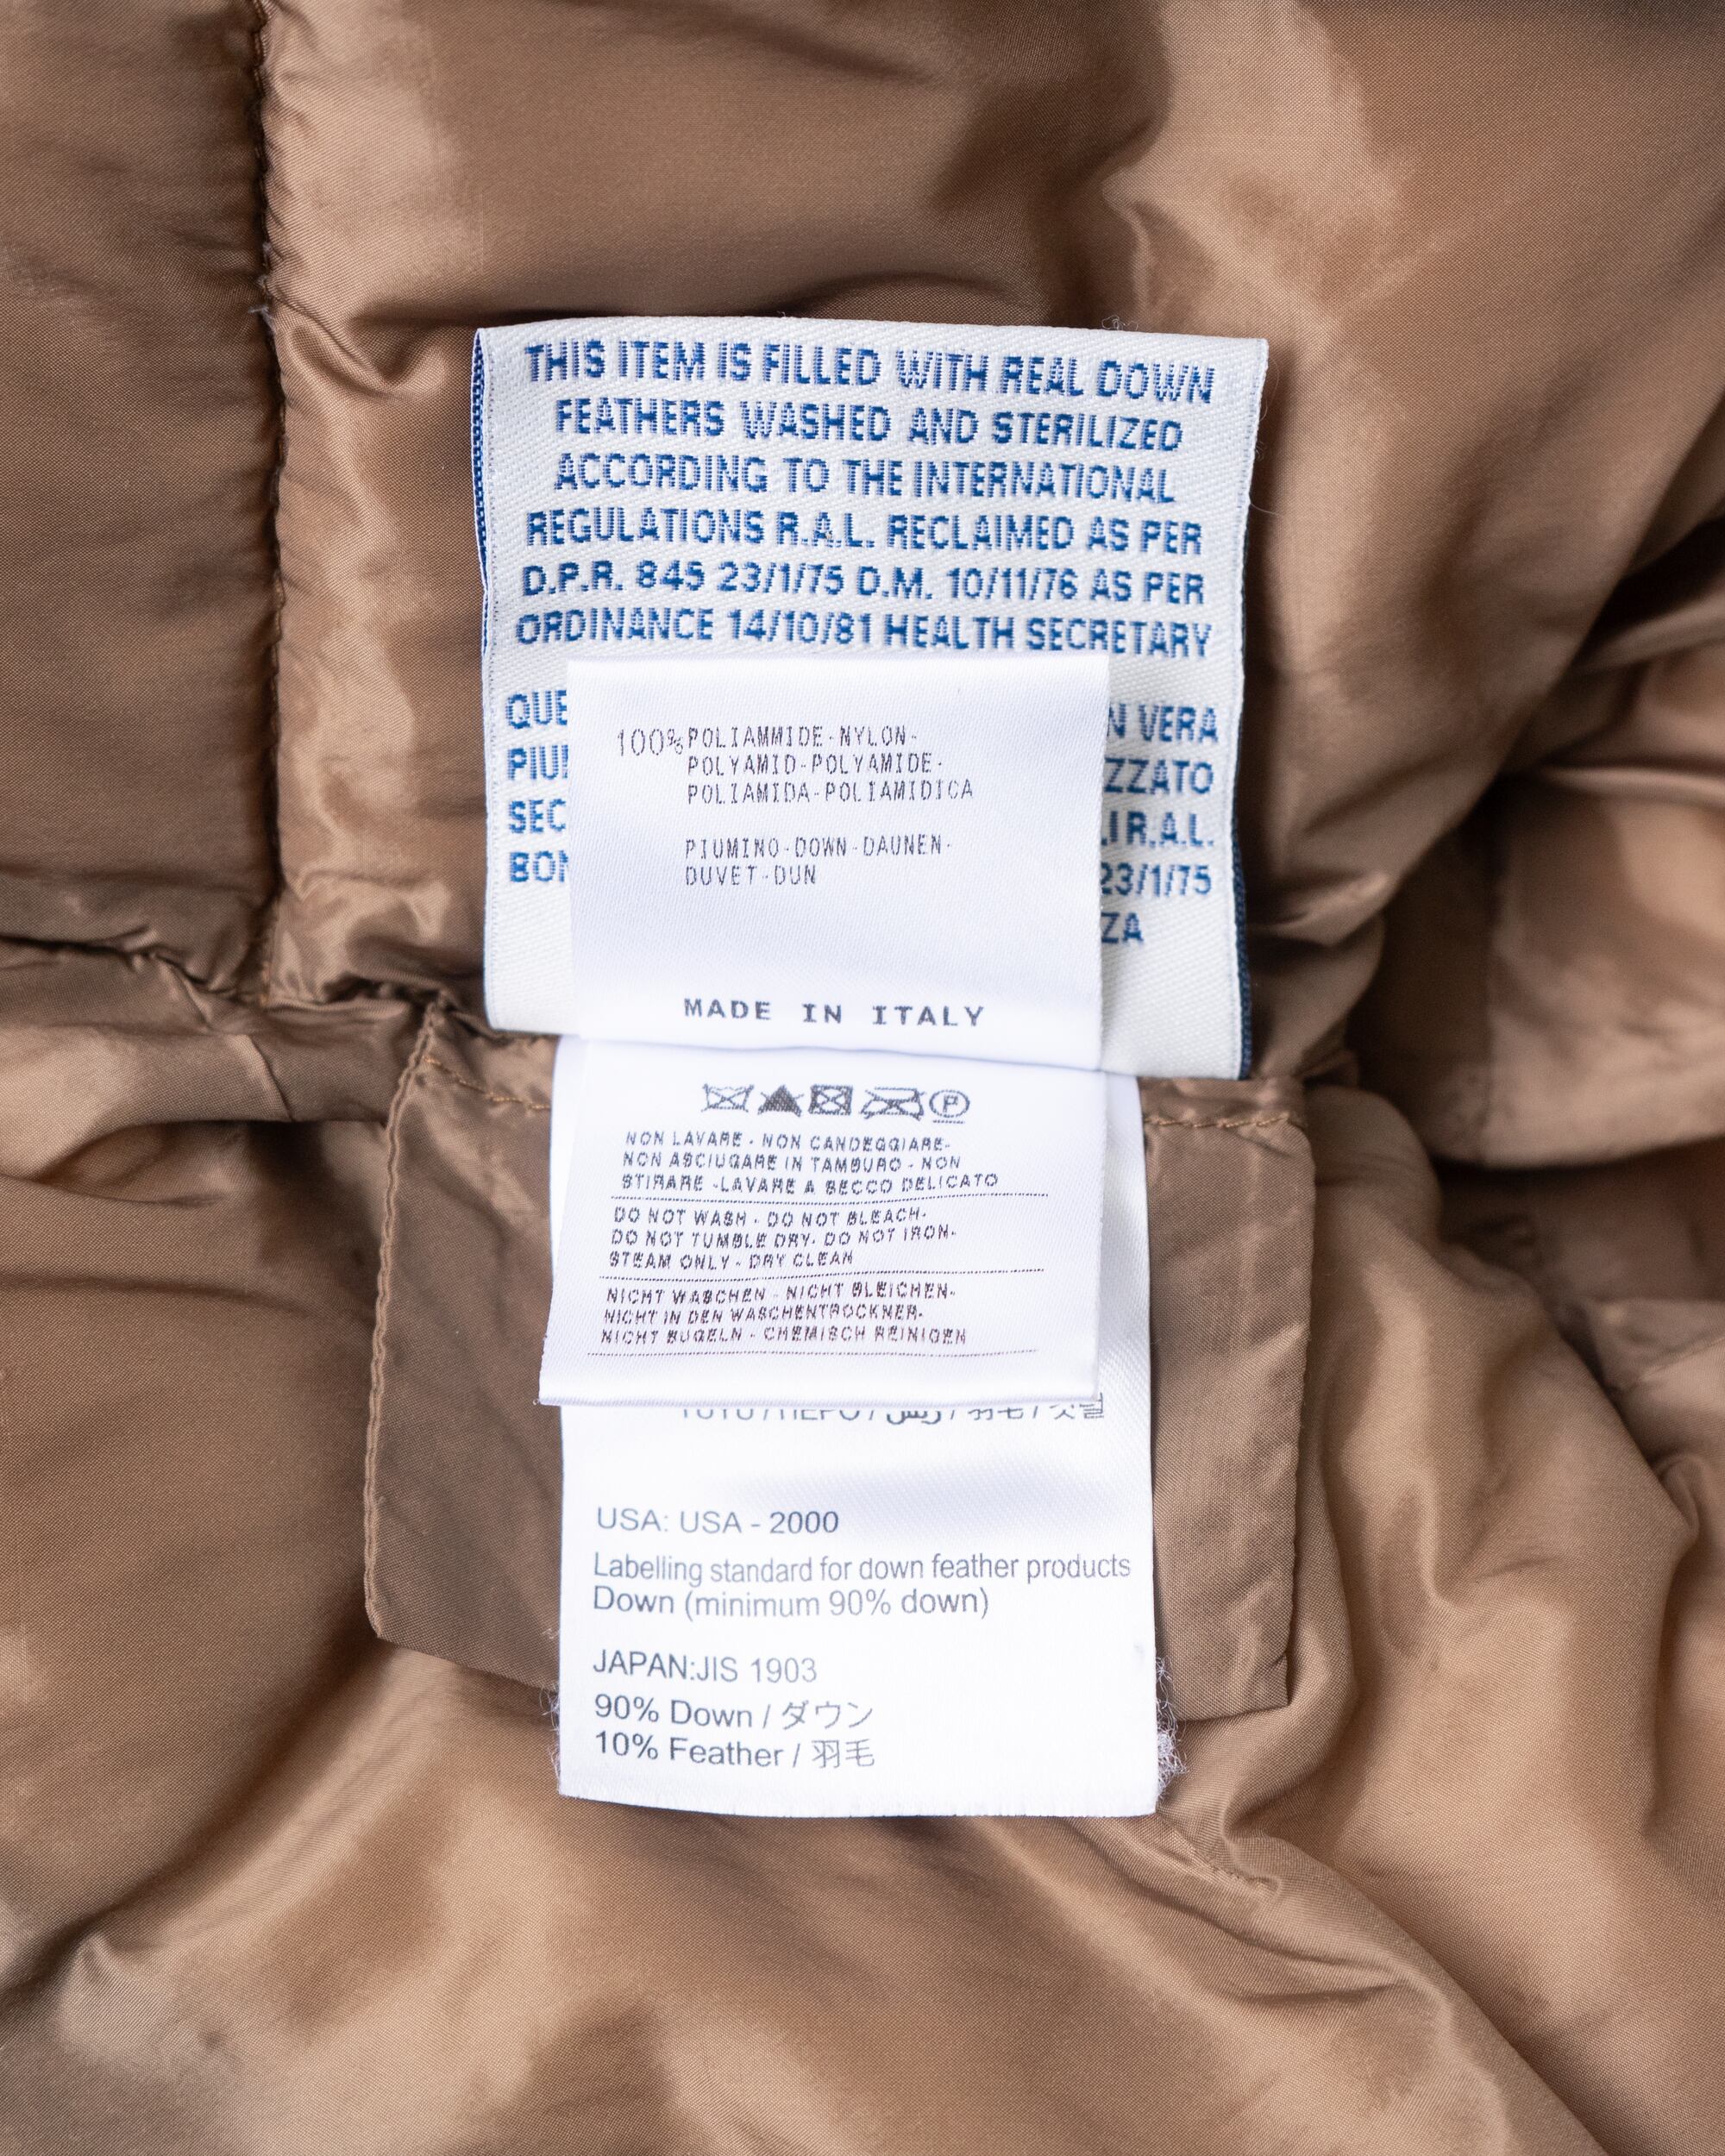 THIS ITEM IS FILLED WITH REAL DOWN
FEATHERS WASHED AND STERILIZED
ACCORDING TO THE INTERNATIONAL
REGULATIONS R.A.L. RECLAIMED AS PER
D.P.R. 845 23/1/75 D.M. 10/11/76 AS PER
ORDINANCE 14/10/81 HEALTH SECRETARY
VERA
R.A.L.
23/1/75
100% POLIAMMIDE-NYLON-
POLYAMID-POLYAMIDE-
POLIAMIDA-POLIAMIDICA
PIUMINO-DOWN-DAUNEN-
DUVET-DUN
MADE IN ITALY
P
NON LAVARE - NON CANDEGGIARE-
NON ASCIUGARE IN TAMBURO - NON
STIRARE -LAVARE A SECCO DELICATO
DO NOT WASH - DO NOT BLEACH-
DO NOT TUMBLE DRY- DO NOT IRON-
STEAM ONLY - DRY CLEAN
NICHT WASCHEN - NICHT BLEICHEN-
NICHT IN DEN WASCHENTROCKNER-
NICHT BUGELN - CHEMISCH REINIGEN
USA: USA - 2000
Labelling standard for down feather products
Down (minimum 90% down)
JAPAN:JIS 1903
90% Down / ダウン
10% Feather / 羽毛